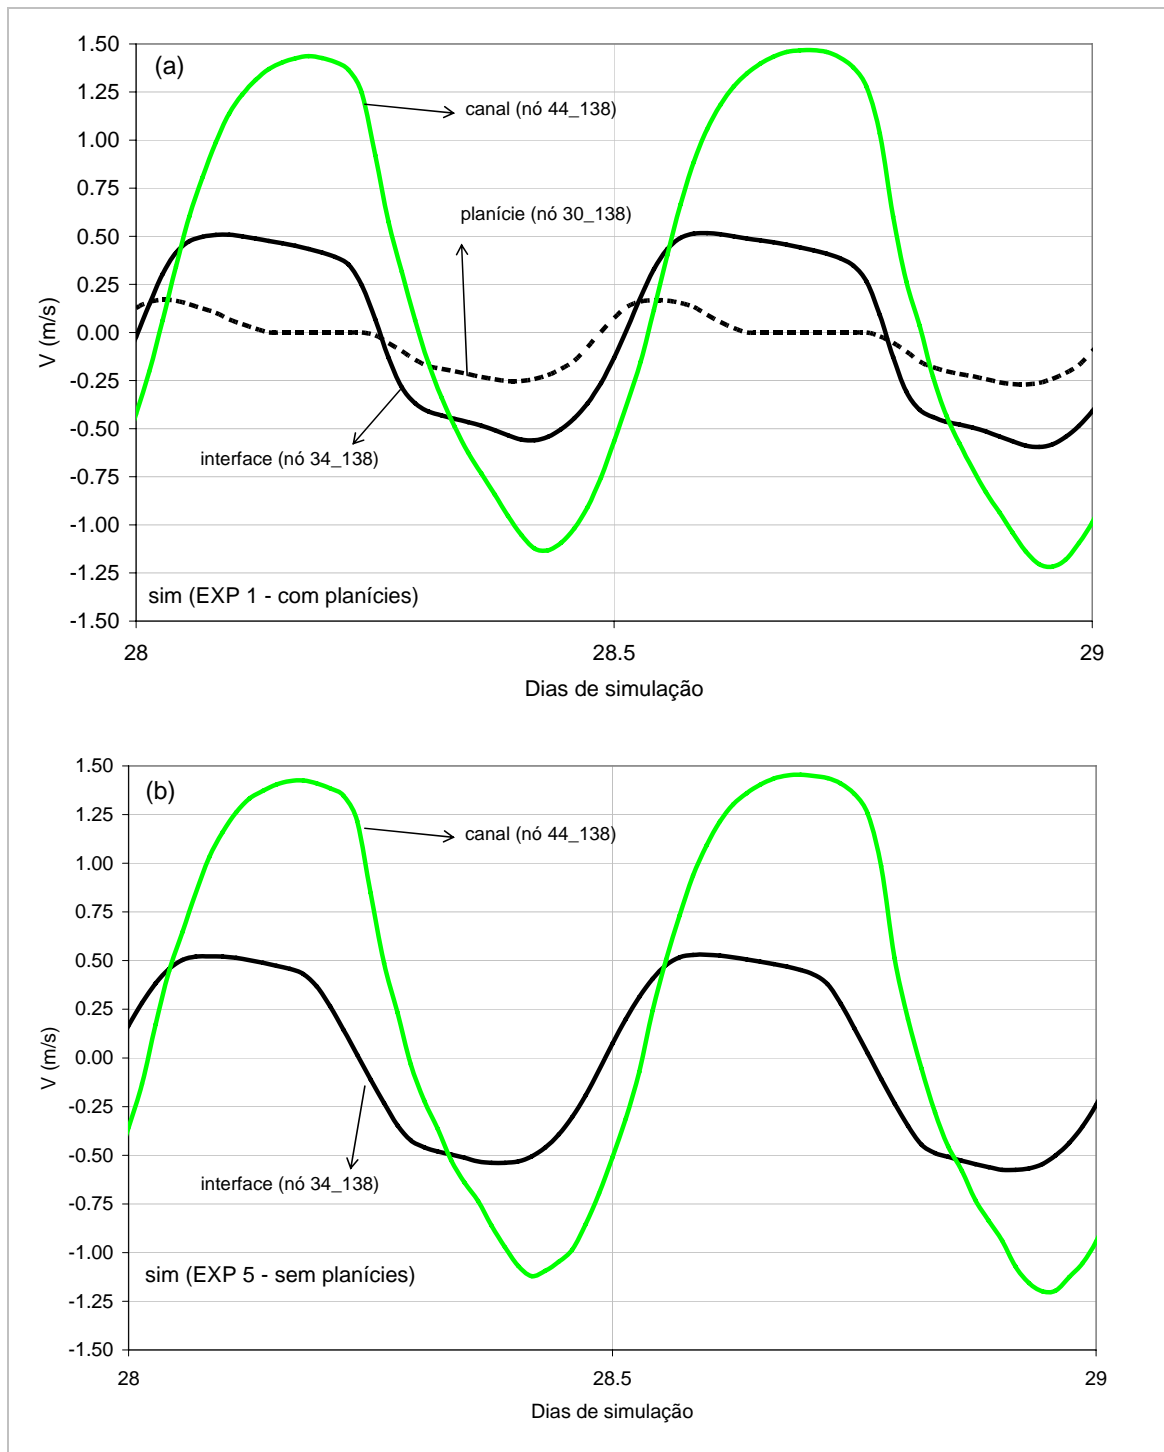 (a)
1.50
1.25
1.00
0.75
0.50
0.25
0.00
-0.25
-0.50
-0.75
-1.00
-1.25
-1.50
V (m/s)
canal (nó 44_138)
planície (nó 30_138)
interface (nó 34_138)
sim (EXP 1 - com planícies)
28
28.5
29
Dias de simulação
(b)
1.50
1.25
1.00
0.75
0.50
0.25
0.00
-0.25
-0.50
-0.75
-1.00
-1.25
-1.50
V (m/s)
canal (nó 44_138)
interface (nó 34_138)
sim (EXP 5 - sem planícies)
28
28.5
29
Dias de simulação